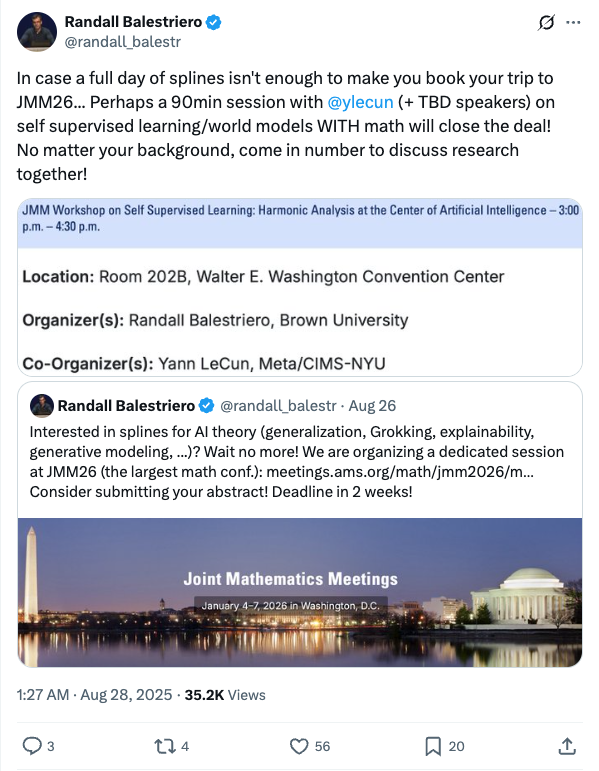 Randall Balestriero
@randall_balestr
In case a full day of splines isn't enough to make you book your trip to
JMM26... Perhaps a 90min session with @ylecun (+ TBD speakers) on
self supervised learning/world models WITH math will close the deal!
No matter your background, come in number to discuss research
together!
JMM Workshop on Self Supervised Learning: Harmonic Analysis at the Center of Artificial Intelligence – 3:00
p.m. – 4:30 p.m.
Location: Room 202B, Walter E. Washington Convention Center
Organizer(s): Randall Balestriero, Brown University
Co-Organizer(s): Yann LeCun, Meta/CIMS-NYU
Randall Balestriero @randall_balestr · Aug 26
Interested in splines for AI theory (generalization, Grokking, explainability,
generative modeling, ...)? Wait no more! We are organizing a dedicated session
at JMM26 (the largest math conf.): meetings.ams.org/math/jmm2026/m...
Consider submitting your abstract! Deadline in 2 weeks!
Joint Mathematics Meetings
January 4–7, 2026 in Washington, D.C.
1:27 AM · Aug 28, 2025 · 35.2K Views
3 4 56 20